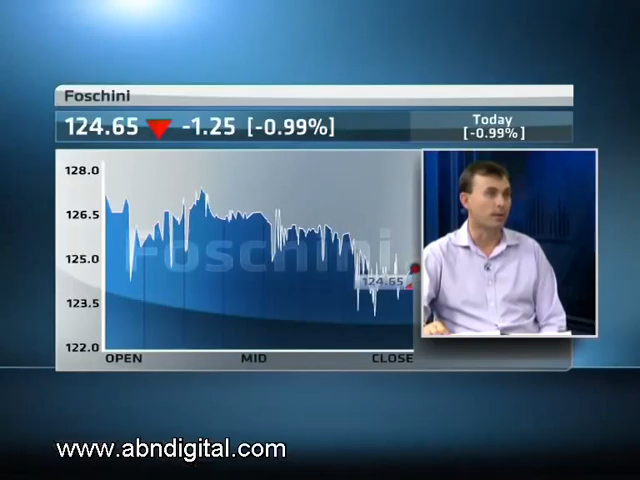 Foschini
124.65 -1.25 [-0.99%]
Today
[-0.99%]
128.0
126.5
125.0
123.5
122.0
Foschini
124.65
OPEN MID CLOSE
www.abndigital.com